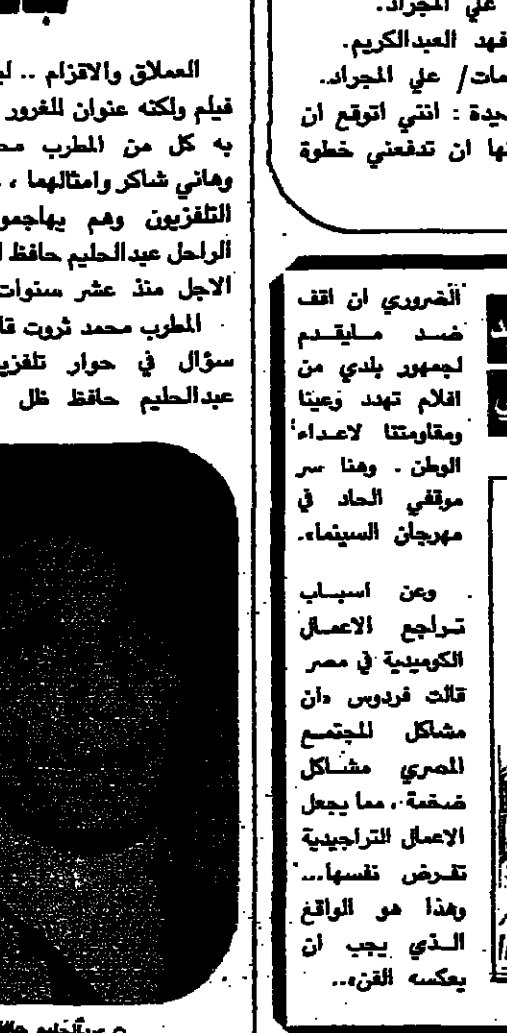 علي المجراد.
فهد العبدالكريم.
مات/ علي المجراد..
حيدة : انني اتوقع ان
نها ان تدفعني خطوة
الضروري ان اقف
ضد مايقدم
لجمهور بلدي من
افلام تهدد وعينا
ومقاومتنا لاعداء
الوطن . وهنا سر
موقفي الحاد في
مهرجان السينما».
وعن اسباب
تراجع الاعمال
الكوميدية في مصر
قالت فردوس «ان
مشاكل المجتمع
المصري مشاكل
ضخمة ، مما يجعل
الاعمال التراجيدية
تفرض نفسها...
وهذا هو الواقع
الذي يجب ان
يعكسه الفن»..
العملاق والاقزام .. لي
فيلم ولكنه عنوان للغرور
به كل من المطرب مح
وهاني شاكر وامثالهما ،
التلفزيون وهم يهاجمو
الراحل عبدالحليم حافظ ا
الاجل منذ عشر سنوات
المطرب محمد ثروت قا
سؤال في حوار تلفزي
عبدالحليم حافظ ظل